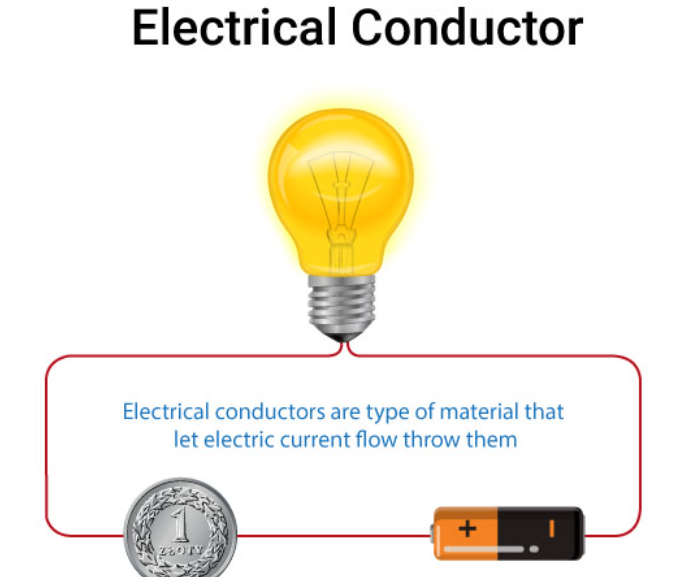 Electrical Conductor
Electrical conductors are type of material that
let electric current flow throw them
1
ZŁOTY
+ -